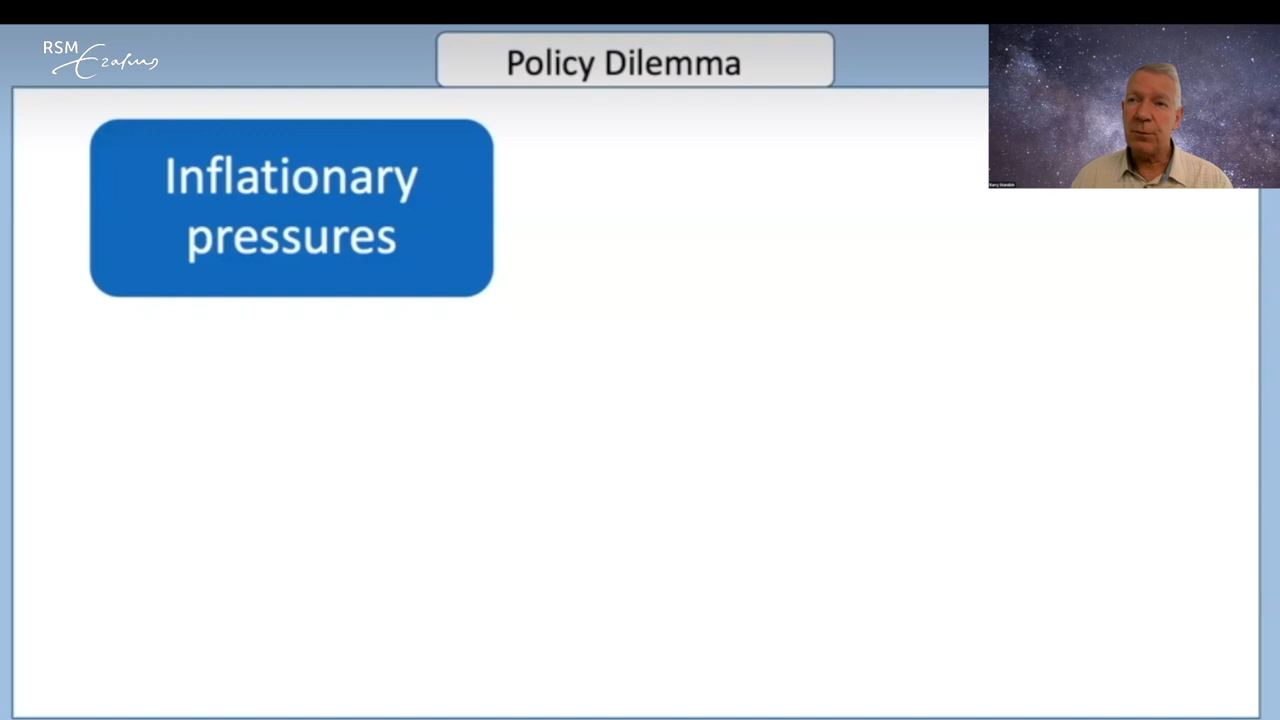 RSM
Erasmus
Policy Dilemma
Inflationary
pressures